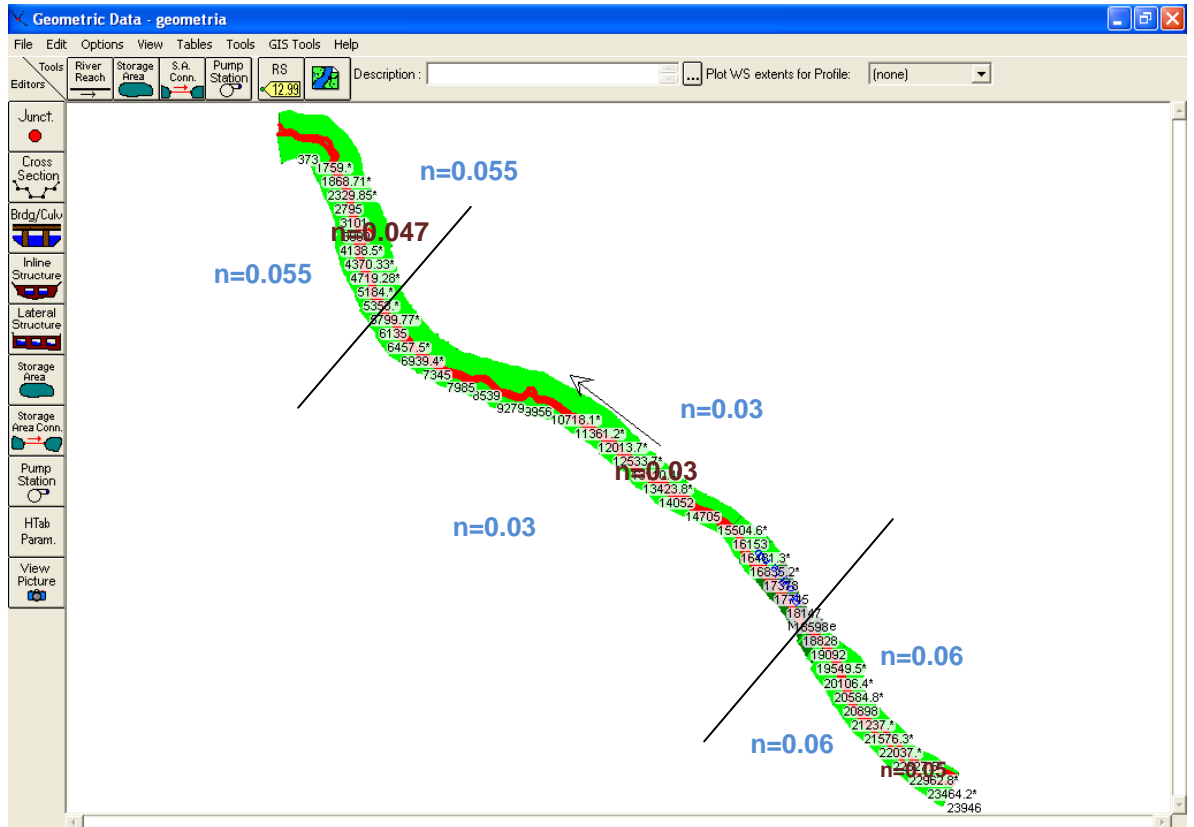 Geometric Data - geometria
File Edit Options View Tables Tools GIS Tools Help
Tools
Editors
River Reach
Storage Area
S.A. Conn.
Pump Station
RS
12.99
Description :
...
Plot WS extents for Profile:
(none)
Junct.
Cross Section
Brdg/Culv
Inline Structure
Lateral Structure
Storage Area
Storage Area Conn.
Pump Station
HTab Param.
View Picture
373
1759.*
1868.71*
2329.85*
2795
3101
4138.5*
4370.33*
4719.28*
5184.*
5799.77*
6135
6457.5*
6939.4*
7345
7985
9279
10718.1*
11361.2*
12013.7*
13423.8*
14052
14705
15504.6*
16153
17378
17745
18147
18828
19092
19549.5*
20106.4*
20584.8*
20898
21237.*
21576.3*
22037.*
22962.8*
23464.2*
23946
n=0.055
n=0.047
n=0.055
n=0.03
n=0.03
n=0.03
n=0.06
n=0.06
n=0.05